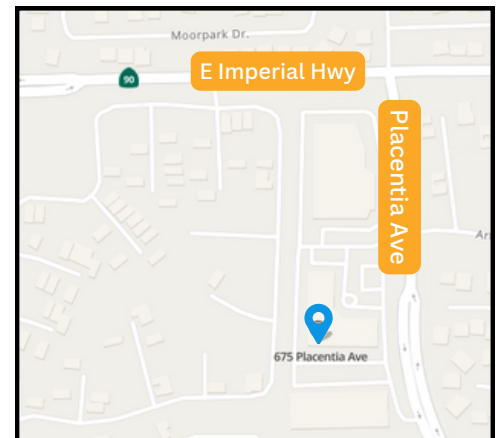 Moorpark Dr.
E Imperial Hwy
90
Placentia Ave
675 Placentia Ave